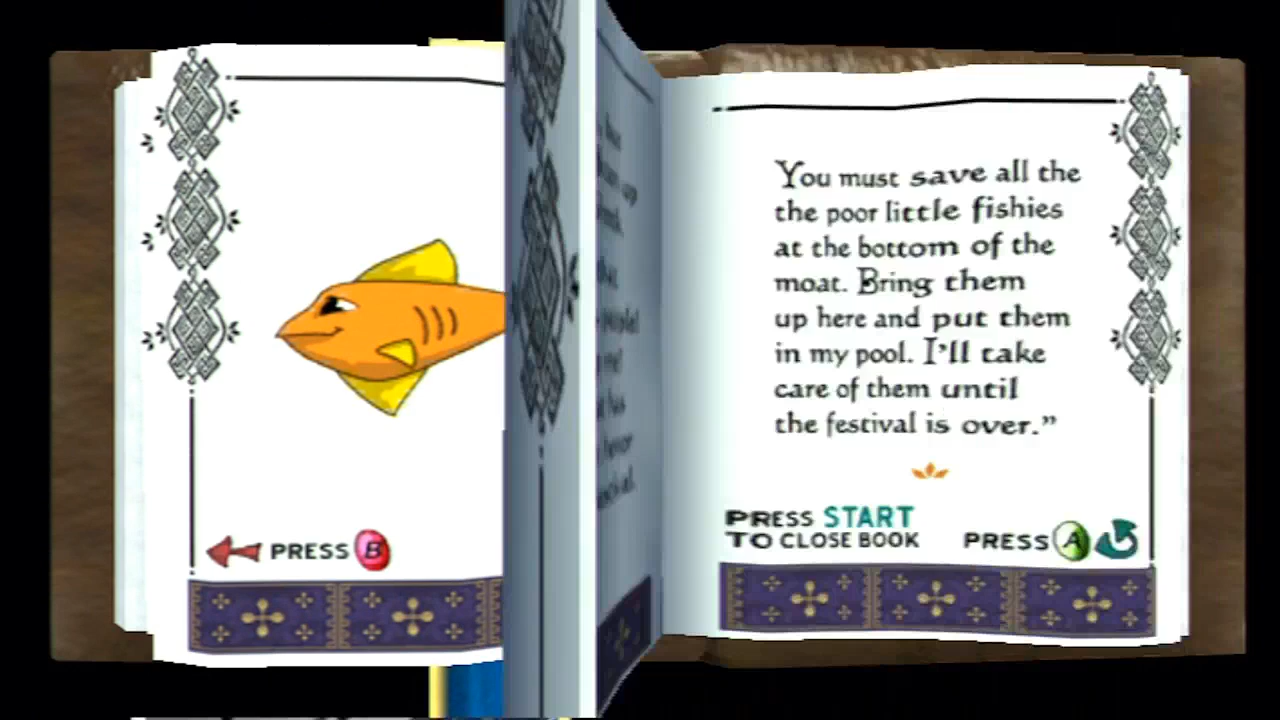 You must save all the
the poor little fishies
at the bottom of the
moat. Bring them
up here and put them
in my pool. I'll take
care of them until
the festival is over.”
PRESS B
PRESS START
TO CLOSE BOOK
PRESS A